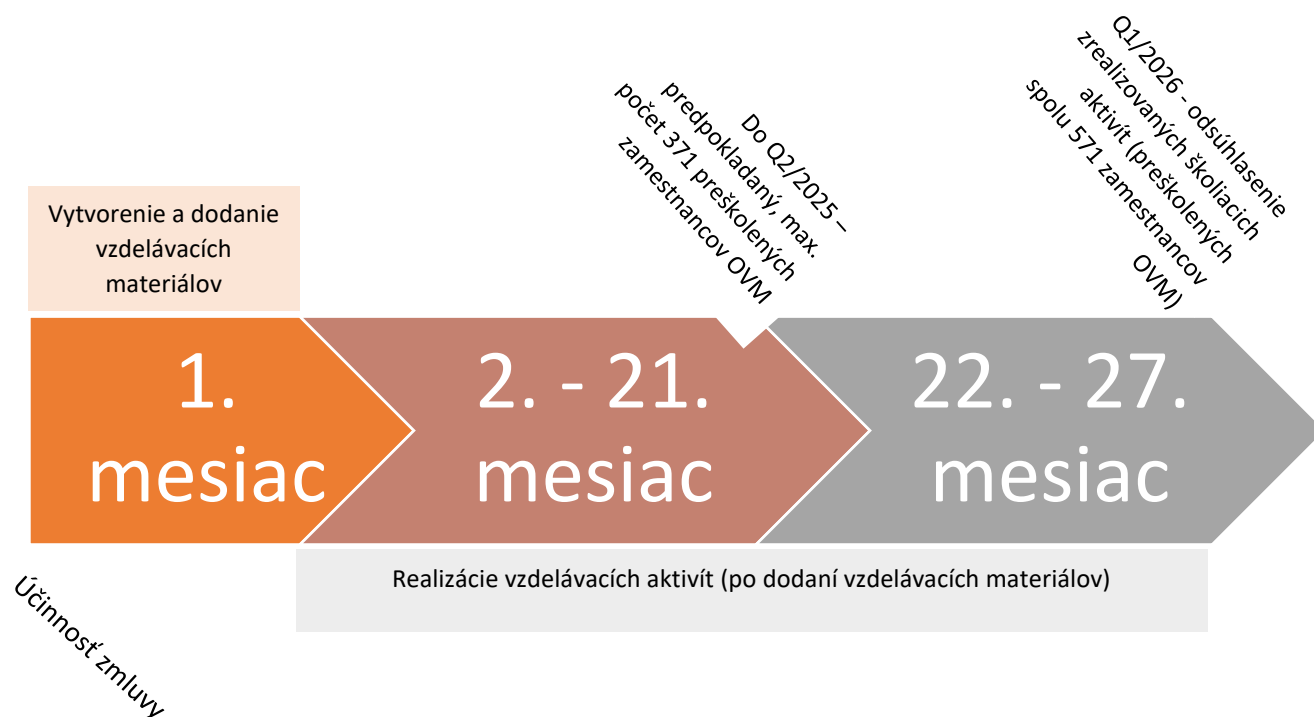 Q1/2026 - odsúhlasenie
zrealizovaných školiacich
aktivít (preškolených
spolu 571 zamestnancov
OVM)
Do Q2/2025 –
predpokladaný, max.
počet 371 preškolených
zamestnancov OVM
Vytvorenie a dodanie
vzdelávacích
materiálov
1.
mesiac
2. - 21.
mesiac
22. - 27.
mesiac
Realizácie vzdelávacích aktivít (po dodaní vzdelávacích materiálov)
Účinnosť zmluvy